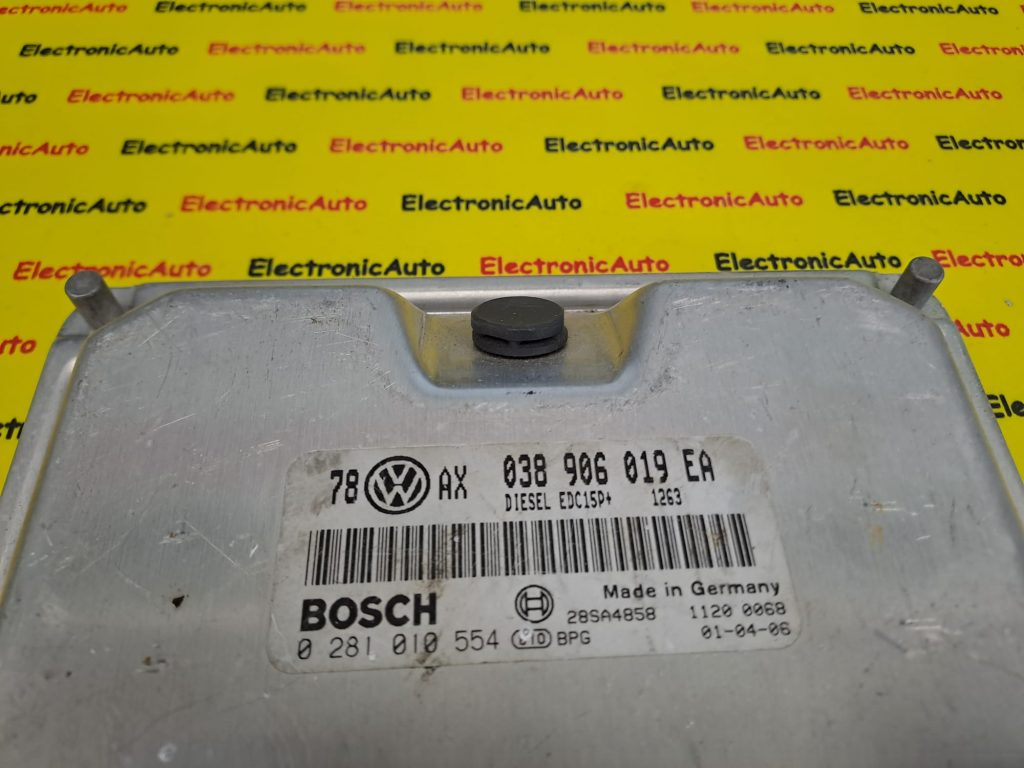 ElectronicAuto ElectronicAuto ElectronicAuto ElectronicAuto
ElectronicAuto ElectronicAuto ElectronicAuto ElectronicAuto ElectronicAuto
ElectronicAuto ElectronicAuto ElectronicAuto ElectronicAuto ElectronicAuto
ElectronicAuto ElectronicAuto ElectronicAuto ElectronicAuto
ElectronicAuto ElectronicAuto ElectronicAuto ElectronicAuto ElectronicAuto
ElectronicAuto ElectronicAuto ElectronicAuto ElectronicAuto ElectronicAuto
78 VW AX 038 906 019 EA
DIESEL EDC15P+ 1263
Made in Germany
BOSCH 28SA4858 1120 0068
0 281 010 554 BPG 01-04-06